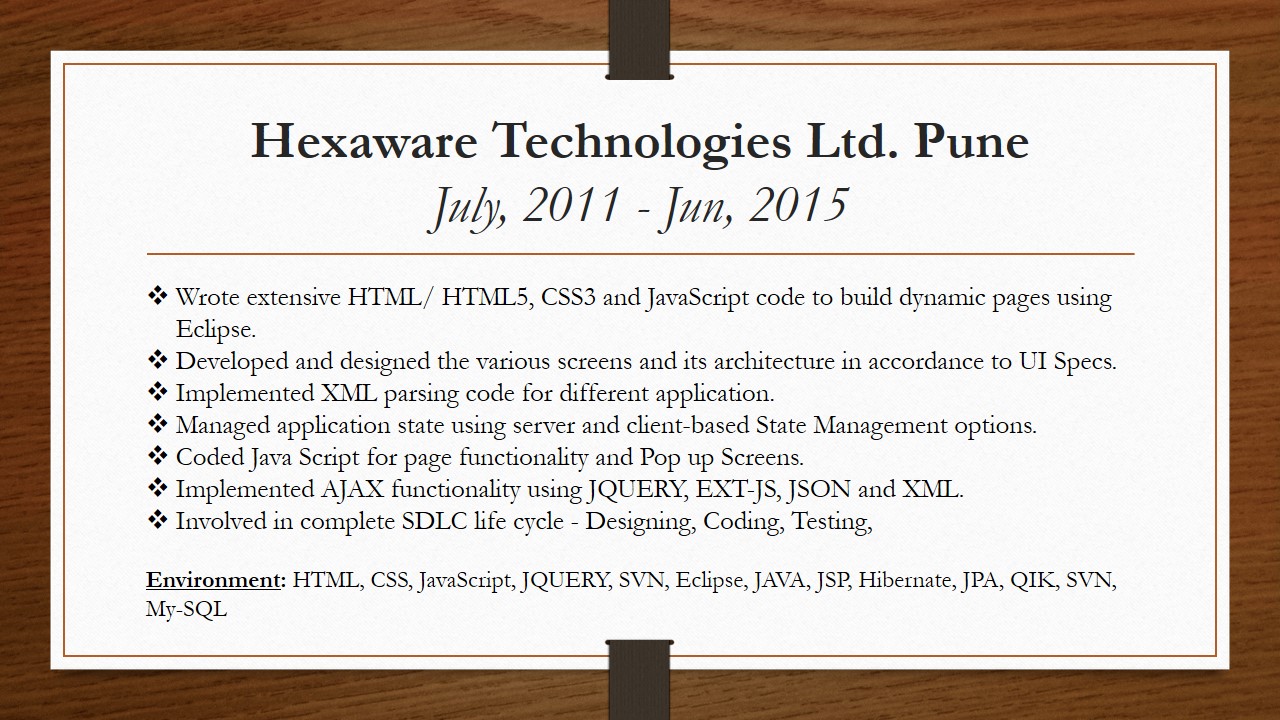 Hexaware Technologies Ltd. Pune
July, 2011 - Jun, 2015
❖ Wrote extensive HTML/ HTML5, CSS3 and JavaScript code to build dynamic pages using
Eclipse.
❖ Developed and designed the various screens and its architecture in accordance to UI Specs.
❖ Implemented XML parsing code for different application.
❖ Managed application state using server and client-based State Management options.
❖ Coded Java Script for page functionality and Pop up Screens.
❖ Implemented AJAX functionality using JQUERY, EXT-JS, JSON and XML.
❖ Involved in complete SDLC life cycle - Designing, Coding, Testing,
Environment: HTML, CSS, JavaScript, JQUERY, SVN, Eclipse, JAVA, JSP, Hibernate, JPA, QIK, SVN,
My-SQL